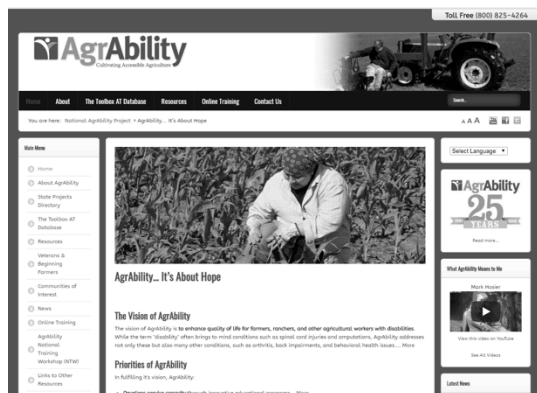 Toll Free (800) 825-4264
AgrAbility
Cultivating Accessible Agriculture
Home About The Toolbox AT Database Resources Online Training Contact Us
Search...
You are here: National AgrAbility Project AgrAbility... It's About Hope
A A A
Main Menu
Home
About AgrAbility
State Projects
Directory
The Toolbox AT
Database
Resources
Veterans &
Beginning
Farmers
Communities of
Interest
News
Online Training
AgrAbility
National
Training
Workshop (NTW)
Links to Other
Resources
AgrAbility... It's About Hope
The Vision of AgrAbility
The vision of AgrAbility is to enhance quality of life for farmers, ranchers, and other agricultural workers with disabilities.
While the term "disability" often brings to mind conditions such as spinal cord injuries and amputations, AgrAbility addresses
not only these but also many other conditions, such as arthritis, back impairments, and behavioral health issues.... More
Priorities of AgrAbility
In fulfilling it's vision, AgrAbility:
Select Language
AgrAbility
25
YEARS
Read more...
What AgrAbility Means to Me
Mark Hosier
View this video on YouTube
See All Videos
Latest News